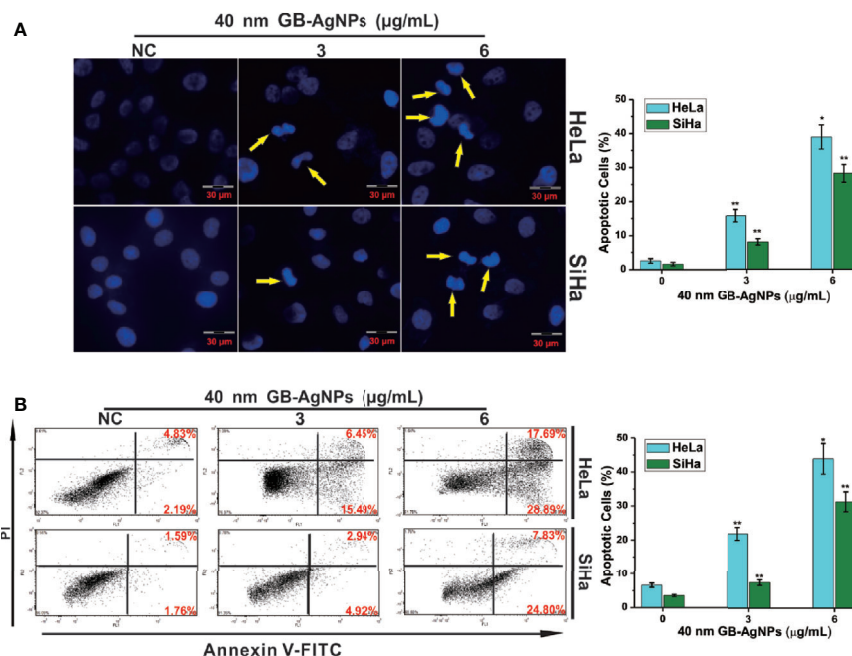 A
40 nm GB-AgNPs (μg/mL)
NC 3 6
HeLa
30 μm 30 μm 30 μm
SiHa
30 μm 30 μm 30 μm
Apoptotic Cells (%)
50
40
30
20
10
0
HeLa
SiHa
** ** * **
0 3 6
40 nm GB-AgNPs (μg/mL)
B
40 nm GB-AgNPs (μg/mL)
NC 3 6
PI
4.83% 6.41% 17.69%
HeLa
2.19% 15.41% 28.89%
1.59% 2.94% 7.83%
SiHa
1.76% 4.92% 24.80%
Annexin V-FITC
Apoptotic Cells (%)
50
40
30
20
10
0
HeLa
SiHa
** ** * **
0 3 6
40 nm GB-AgNPs (μg/mL)